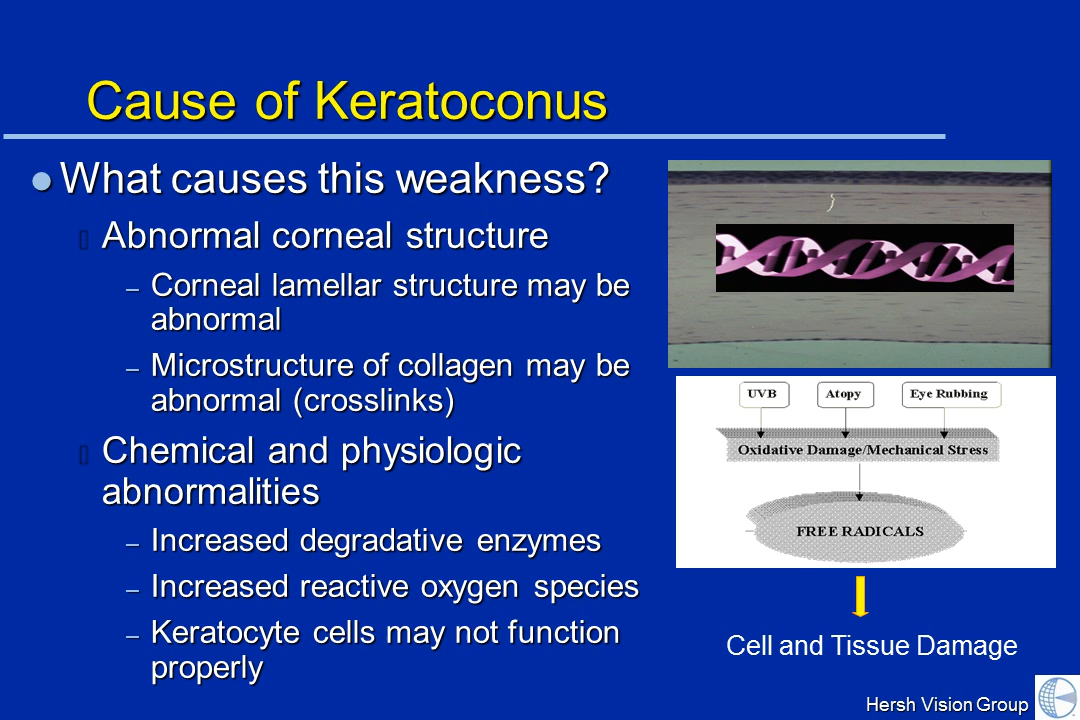 Cause of Keratoconus
What causes this weakness?
Abnormal corneal structure
– Corneal lamellar structure may be
abnormal
– Microstructure of collagen may be
abnormal (crosslinks)
Chemical and physiologic
abnormalities
– Increased degradative enzymes
– Increased reactive oxygen species
– Keratocyte cells may not function
properly
UVB
Atopy
Eye Rubbing
Oxidative Damage/Mechanical Stress
FREE RADICALS
Cell and Tissue Damage
Hersh Vision Group